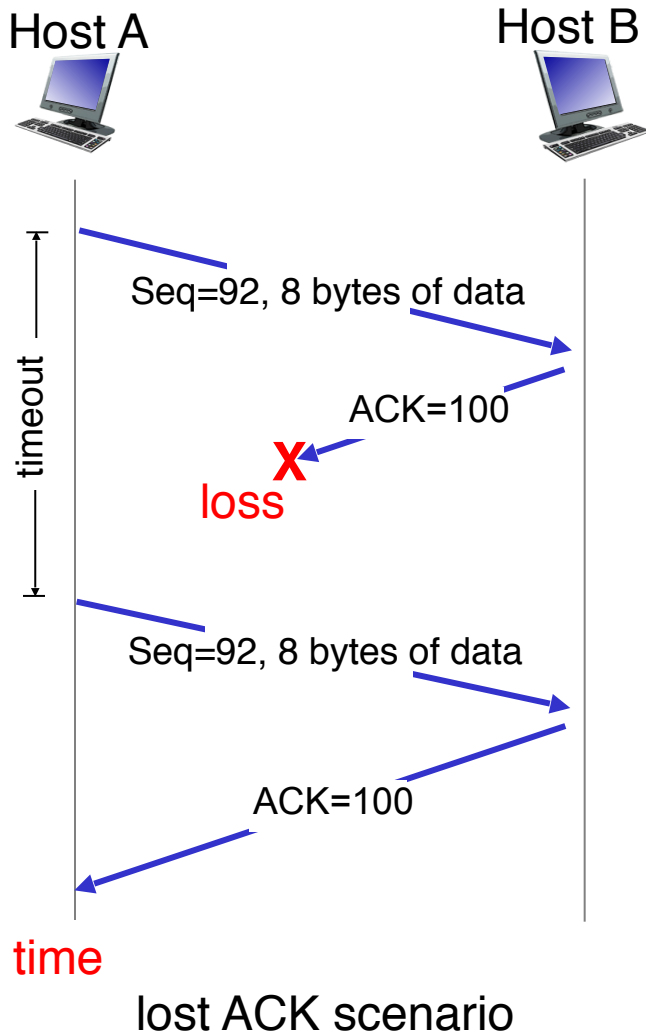 Host A
Host B
Seq=92, 8 bytes of data
ACK=100
timeout
X
loss
Seq=92, 8 bytes of data
ACK=100
time
lost ACK scenario